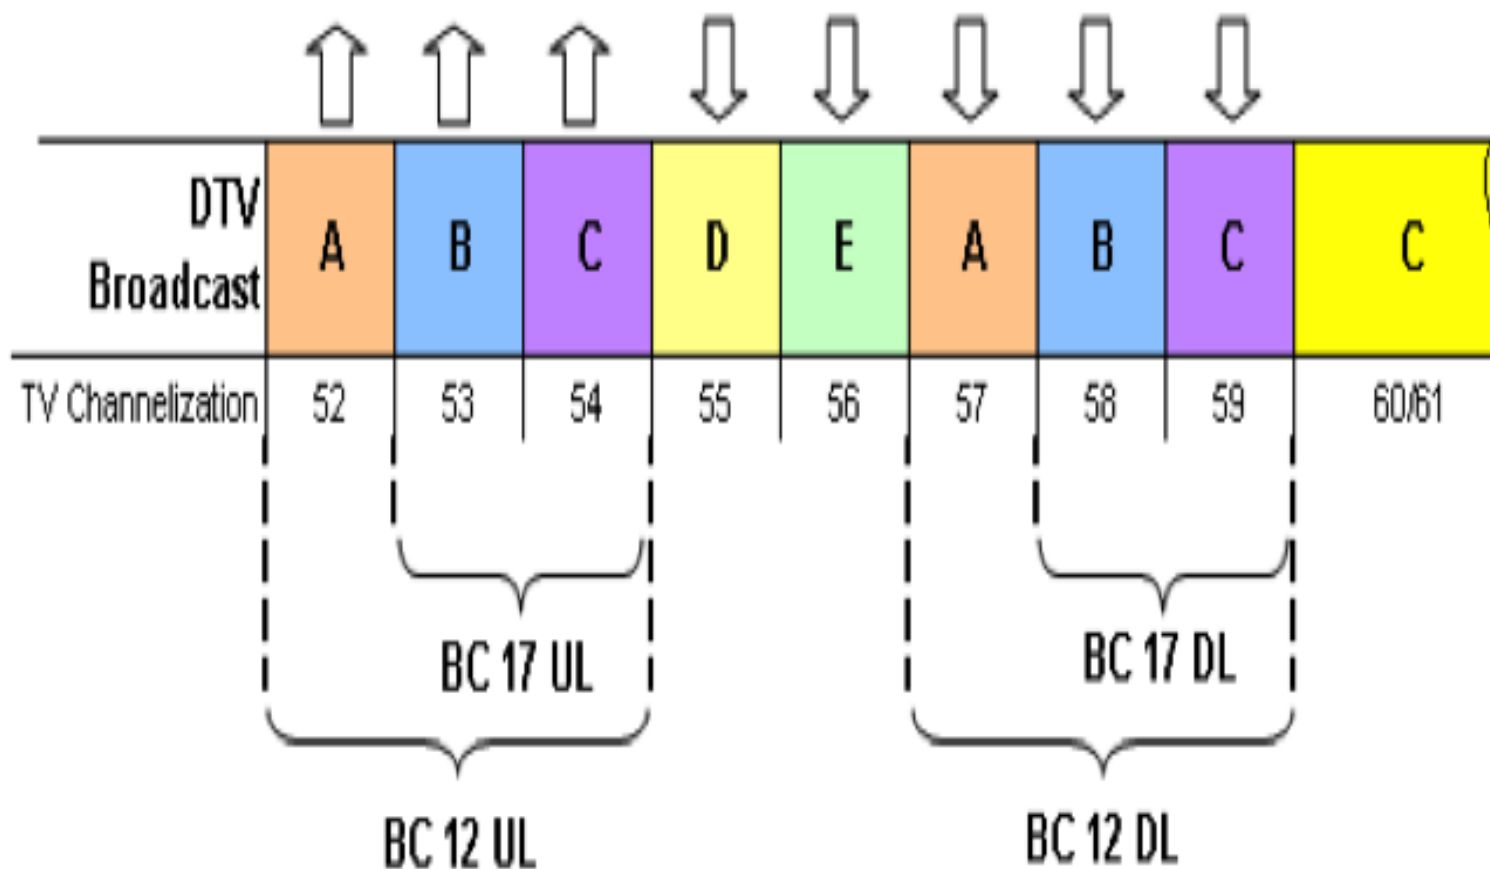 DTV
Broadcast
A B C D E A B C C
TV Channelization 52 53 54 55 56 57 58 59 60/61
BC 17 UL BC 17 DL
BC 12 UL BC 12 DL